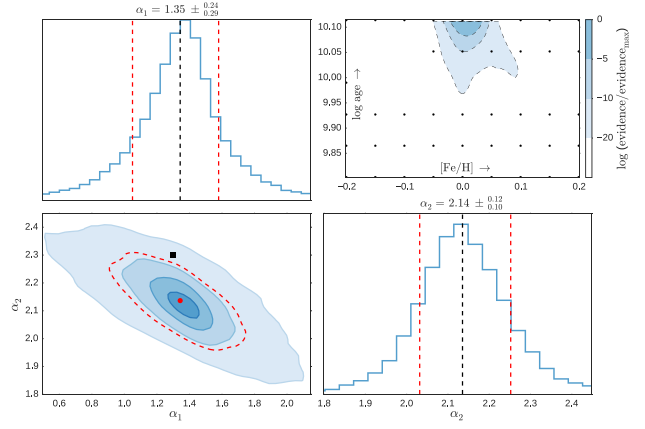 α₁ = 1.35 ± 0.24 0.29
10.11
10.10
10.05
10.00
9.95
9.90
9.85
log age →
[Fe/H] →
−0.2 −0.1 0.0 0.1 0.2
0
−5
−10
−20
log (evidence/evidence_max)
α₂ = 2.14 ± 0.12 0.10
2.4
2.3
2.2
2.1
2.0
1.9
1.8
α₂
0.6 0.8 1.0 1.2 1.4 1.6 1.8 2.0
α₁
1.8 1.9 2.0 2.1 2.2 2.3 2.4
α₂